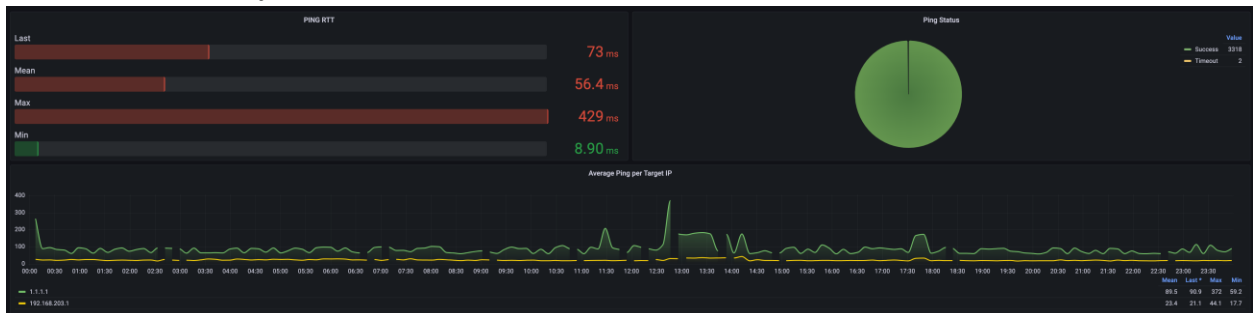 PING RTT
Last
73 ms
Mean
56.4 ms
Max
429 ms
Min
8.90 ms
Ping Status
Value
Success 3318
Timeout 2
Average Ping per Target IP
400
300
200
100
0
00:00 00:30 01:00 01:30 02:00 02:30 03:00 03:30 04:00 04:30 05:00 05:30 06:00 06:30 07:00 07:30 08:00 08:30 09:00 09:30 10:00 10:30 11:00 11:30 12:00 12:30 13:00 13:30 14:00 14:30 15:00 15:30 16:00 16:30 17:00 17:30 18:00 18:30 19:00 19:30 20:00 20:30 21:00 21:30 22:00 22:30 23:00 23:30
Mean Last * Max Min
1.1.1.1 89.5 90.9 372 59.2
192.168.203.1 23.4 21.1 44.1 17.7